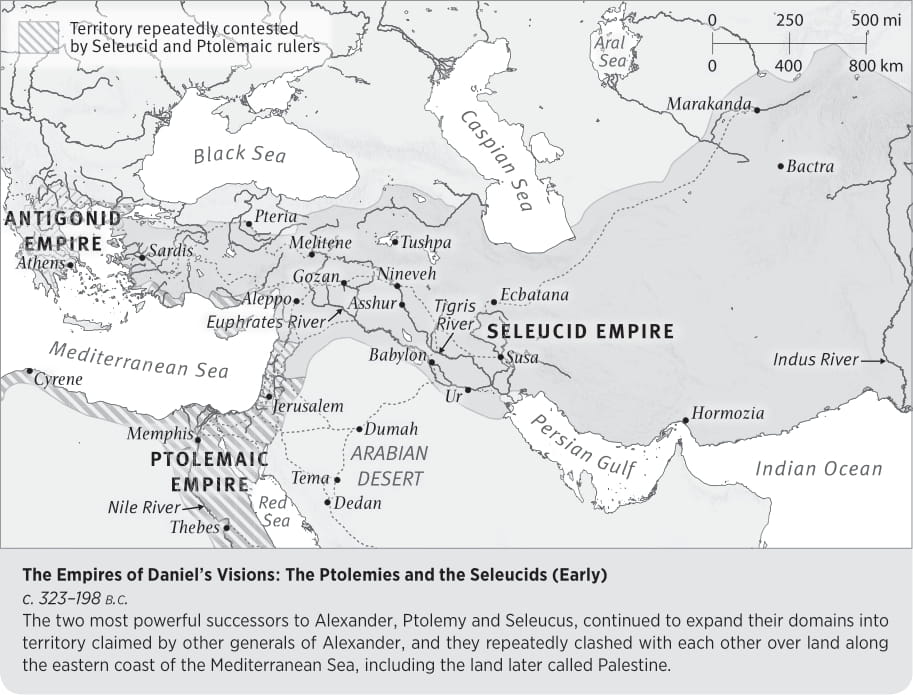 Territory repeatedly contested
by Seleucid and Ptolemaic rulers
0 250 500 mi
0 400 800 km
Aral
Sea
Marakanda
Caspian Sea
Black Sea
Bactra
ANTIGONID
EMPIRE
Pteria
Athens
Sardis
Melitene
Tushpa
Gozan
Nineveh
Aleppo
Asshur
Tigris
River
Ecbatana
Euphrates River
SELEUCID EMPIRE
Mediterranean Sea
Babylon
Susa
Indus River
Cyrene
Ur
Jerusalem
Hormozia
Memphis
Dumah
Persian Gulf
PTOLEMAIC
EMPIRE
ARABIAN
DESERT
Indian Ocean
Tema
Nile River
Red
Sea
Dedan
Thebes
The Empires of Daniel’s Visions: The Ptolemies and the Seleucids (Early)
c. 323–198 B.C.
The two most powerful successors to Alexander, Ptolemy and Seleucus, continued to expand their domains into
territory claimed by other generals of Alexander, and they repeatedly clashed with each other over land along
the eastern coast of the Mediterranean Sea, including the land later called Palestine.